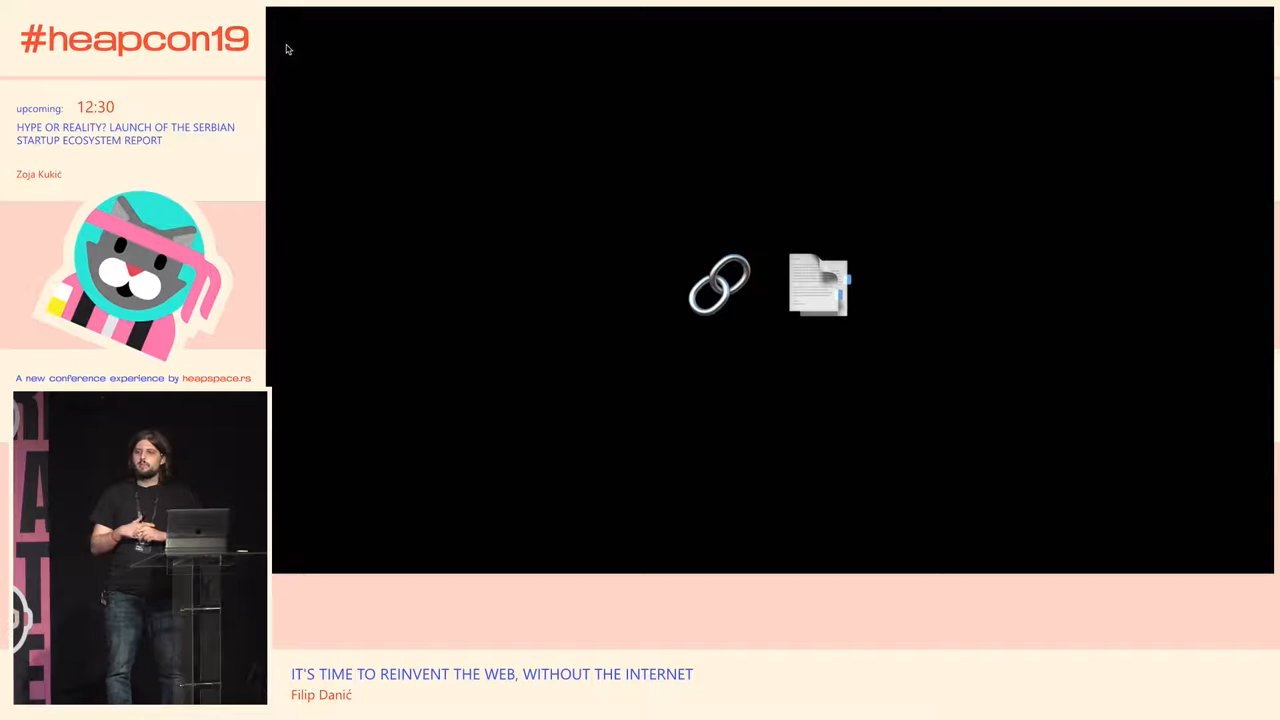 #heapcon19
upcoming: 12:30
HYPE OR REALITY? LAUNCH OF THE SERBIAN
STARTUP ECOSYSTEM REPORT
Zoja Kukić
A new conference experience by heapspace.rs
IT'S TIME TO REINVENT THE WEB, WITHOUT THE INTERNET
Filip Danić